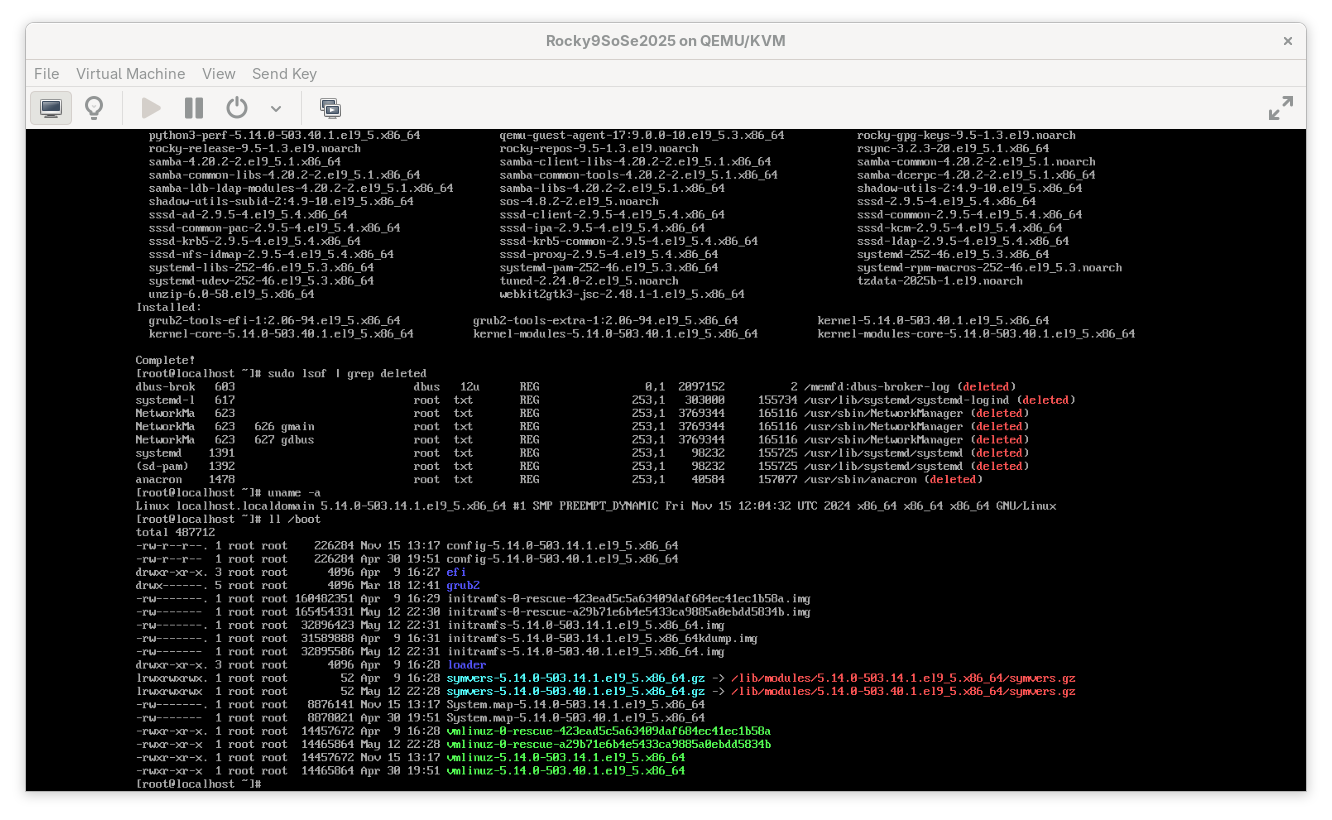 Rocky9SoSe2025 on QEMU/KVM
File Virtual Machine View Send Key
python3-perf-5.14.0-503.40.1.el9_5.x86_64 qemu-guest-agent-17:9.0.0-10.el9_5.3.x86_64 rocky-gpg-keys-9.5-1.3.el9.noarch
rocky-release-9.5-1.3.el9.noarch rocky-repos-9.5-1.3.el9.noarch rsync-3.2.3-20.el9_5.1.x86_64
samba-4.20.2-2.el9_5.1.x86_64 samba-client-libs-4.20.2-2.el9_5.1.x86_64 samba-common-4.20.2-2.el9_5.1.noarch
samba-common-libs-4.20.2-2.el9_5.1.x86_64 samba-common-tools-4.20.2-2.el9_5.1.x86_64 samba-dcerpc-4.20.2-2.el9_5.1.x86_64
samba-ldb-ldap-modules-4.20.2-2.el9_5.1.x86_64 samba-libs-4.20.2-2.el9_5.1.x86_64 shadow-utils-2:4.9-10.el9_5.x86_64
shadow-utils-subid-2:4.9-10.el9_5.x86_64 sos-4.8.2-2.el9_5.noarch sssd-2.9.5-4.el9_5.4.x86_64
sssd-ad-2.9.5-4.el9_5.4.x86_64 sssd-client-2.9.5-4.el9_5.4.x86_64 sssd-common-2.9.5-4.el9_5.4.x86_64
sssd-common-pac-2.9.5-4.el9_5.4.x86_64 sssd-ipa-2.9.5-4.el9_5.4.x86_64 sssd-kcm-2.9.5-4.el9_5.4.x86_64
sssd-krb5-2.9.5-4.el9_5.4.x86_64 sssd-krb5-common-2.9.5-4.el9_5.4.x86_64 sssd-ldap-2.9.5-4.el9_5.4.x86_64
sssd-nfs-idmap-2.9.5-4.el9_5.4.x86_64 sssd-proxy-2.9.5-4.el9_5.4.x86_64 systemd-252-46.el9_5.3.x86_64
systemd-libs-252-46.el9_5.3.x86_64 systemd-pam-252-46.el9_5.3.x86_64 systemd-rpm-macros-252-46.el9_5.3.noarch
systemd-udev-252-46.el9_5.3.x86_64 tuned-2.24.0-2.el9_5.noarch tzdata-2025b-1.el9.noarch
unzip-6.0-58.el9_5.x86_64 webkit2gtk3-jsc-2.48.1-1.el9_5.x86_64
Installed:
grub2-tools-efi-1:2.06-94.el9_5.x86_64 grub2-tools-extra-1:2.06-94.el9_5.x86_64 kernel-5.14.0-503.40.1.el9_5.x86_64
kernel-core-5.14.0-503.40.1.el9_5.x86_64 kernel-modules-5.14.0-503.40.1.el9_5.x86_64 kernel-modules-core-5.14.0-503.40.1.el9_5.x86_64
Complete!
[root@localhost ~]# sudo lsof | grep deleted
dbus-brok 603 dbus 12u REG 0,1 2097152 2 /memfd:dbus-broker-log (deleted)
systemd-l 617 root txt REG 253,1 303000 155734 /usr/lib/systemd/systemd-logind (deleted)
NetworkMa 623 root txt REG 253,1 3769344 165116 /usr/sbin/NetworkManager (deleted)
NetworkMa 623 626 gmain root txt REG 253,1 3769344 165116 /usr/sbin/NetworkManager (deleted)
NetworkMa 623 627 gdbus root txt REG 253,1 3769344 165116 /usr/sbin/NetworkManager (deleted)
systemd 1391 root txt REG 253,1 98232 155725 /usr/lib/systemd/systemd (deleted)
(sd-pam) 1392 root txt REG 253,1 98232 155725 /usr/lib/systemd/systemd (deleted)
anacron 1478 root txt REG 253,1 40584 157077 /usr/sbin/anacron (deleted)
[root@localhost ~]# uname -a
Linux localhost.localdomain 5.14.0-503.14.1.el9_5.x86_64 #1 SMP PREEMPT_DYNAMIC Fri Nov 15 12:04:32 UTC 2024 x86_64 x86_64 x86_64 GNU/Linux
[root@localhost ~]# ll /boot
total 487712
-rw-r--r--. 1 root root 226284 Nov 15 13:17 config-5.14.0-503.14.1.el9_5.x86_64
-rw-r--r-- 1 root root 226284 Apr 30 19:51 config-5.14.0-503.40.1.el9_5.x86_64
drwxr-xr-x. 3 root root 4096 Apr 9 16:27 efi
drwx------. 5 root root 4096 Mar 18 12:41 grub2
-rw-------. 1 root root 160482351 Apr 9 16:29 initramfs-0-rescue-423ead5c5a63409daf684ec41ec1b58a.img
-rw------- 1 root root 165454331 May 12 22:30 initramfs-0-rescue-a29b71e6b4e5433ca9885a0ebdd5834b.img
-rw-------. 1 root root 32896423 May 12 22:31 initramfs-5.14.0-503.14.1.el9_5.x86_64.img
-rw-------. 1 root root 31589888 Apr 9 16:31 initramfs-5.14.0-503.14.1.el9_5.x86_64kdump.img
-rw------- 1 root root 32895586 May 12 22:31 initramfs-5.14.0-503.40.1.el9_5.x86_64.img
drwxr-xr-x. 3 root root 4096 Apr 9 16:28 loader
lrwxrwxrwx. 1 root root 52 Apr 9 16:28 symvers-5.14.0-503.14.1.el9_5.x86_64.gz -> /lib/modules/5.14.0-503.14.1.el9_5.x86_64/symvers.gz
lrwxrwxrwx 1 root root 52 May 12 22:28 symvers-5.14.0-503.40.1.el9_5.x86_64.gz -> /lib/modules/5.14.0-503.40.1.el9_5.x86_64/symvers.gz
-rw-------. 1 root root 8876141 Nov 15 13:17 System.map-5.14.0-503.14.1.el9_5.x86_64
-rw------- 1 root root 8878021 Apr 30 19:51 System.map-5.14.0-503.40.1.el9_5.x86_64
-rwxr-xr-x. 1 root root 14457672 Apr 9 16:28 vmlinuz-0-rescue-423ead5c5a63409daf684ec41ec1b58a
-rwxr-xr-x 1 root root 14465864 May 12 22:28 vmlinuz-0-rescue-a29b71e6b4e5433ca9885a0ebdd5834b
-rwxr-xr-x. 1 root root 14457672 Nov 15 13:17 vmlinuz-5.14.0-503.14.1.el9_5.x86_64
-rwxr-xr-x 1 root root 14465864 Apr 30 19:51 vmlinuz-5.14.0-503.40.1.el9_5.x86_64
[root@localhost ~]#